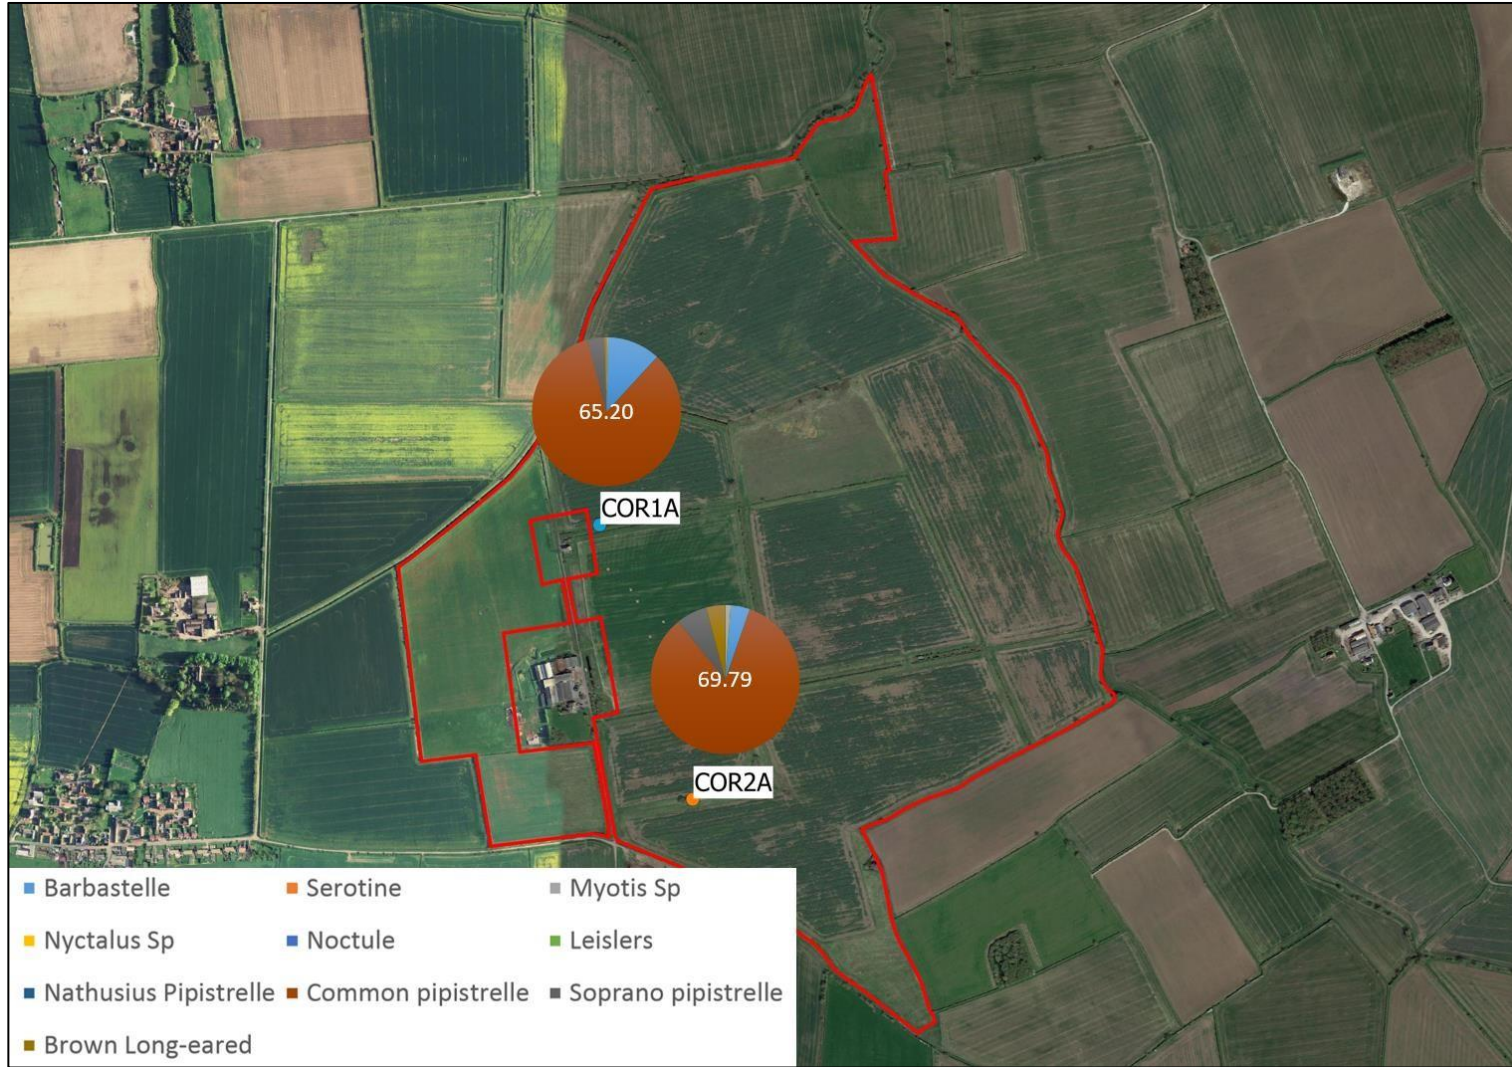 65.20
COR1A
69.79
COR2A
Barbastelle Serotine Myotis Sp
Nyctalus Sp Noctule Leislers
Nathusius Pipistrelle Common pipistrelle Soprano pipistrelle
Brown Long-eared